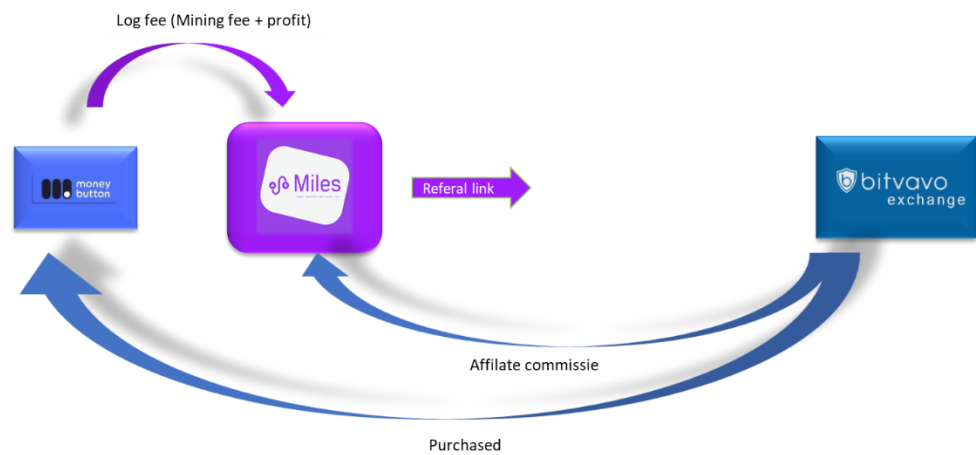 Log fee (Mining fee + profit)
money
button
Miles
Referal link
bitvavo
exchange
Affilate commissie
Purchased